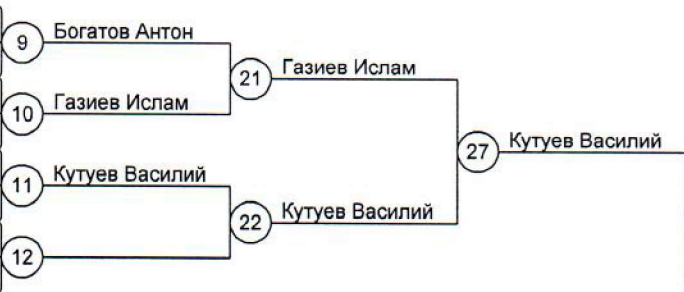 9 Богатов Антон
21 Газиев Ислам
10 Газиев Ислам
27 Кутуев Василий
11 Кутуев Василий
22 Кутуев Василий
12